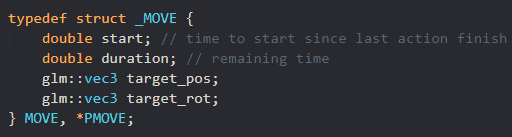 typedef struct _MOVE {
    double start; // time to start since last action finish
    double duration; // remaining time
    glm::vec3 target_pos;
    glm::vec3 target_rot;
} MOVE, *PMOVE;